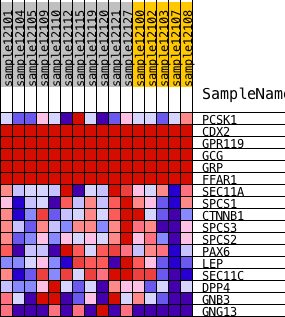 sample12101
sample12104
sample12105
sample12109
sample12110
sample12112
sample12115
sample12119
sample12120
sample12121
sample12122
sample12100
sample12102
sample12103
sample12107
sample12108
SampleName
PCSK1
CDX2
GPR119
GCG
GRP
FFAR1
SEC11A
SPCS1
CTNNB1
SPCS3
SPCS2
PAX6
LEP
SEC11C
DPP4
GNB3
GNG13